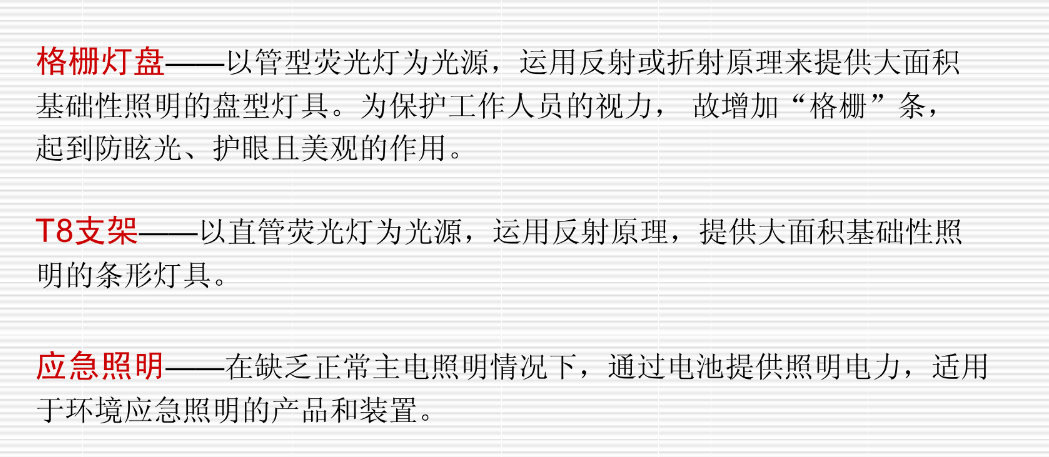 格栅灯盘——以管型荧光灯为光源，运用反射或折射原理来提供大面积
基础性照明的盘型灯具。为保护工作人员的视力， 故增加“格栅”条，
起到防眩光、护眼且美观的作用。
T8支架——以直管荧光灯为光源，运用反射原理，提供大面积基础性照
明的条形灯具。
应急照明——在缺乏正常主电照明情况下，通过电池提供照明电力，适用
于环境应急照明的产品和装置。